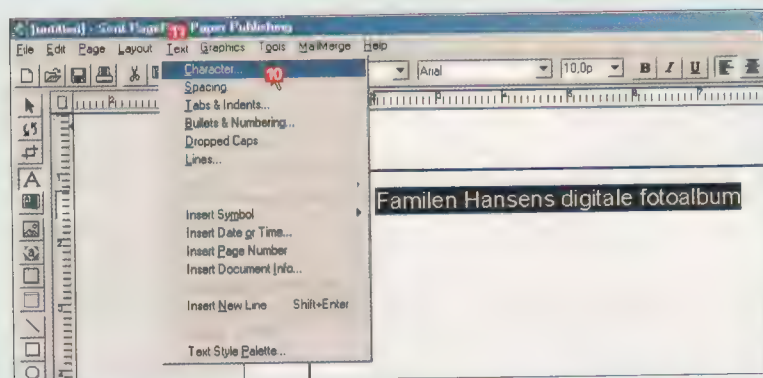 [untitled] - Serif PagePlus Paper Publishing
11
File Edit Page Layout Text Graphics Tools MailMerge Help
Arial 10,0p B I U
Character...
10
Spacing
Tabs & Indents...
Bullets & Numbering...
Dropped Caps
Lines...
Insert Symbol
Insert Date or Time...
Insert Page Number
Insert Document Info...
Insert New Line Shift+Enter
Text Style Palette...
Familen Hansens digitale fotoalbum